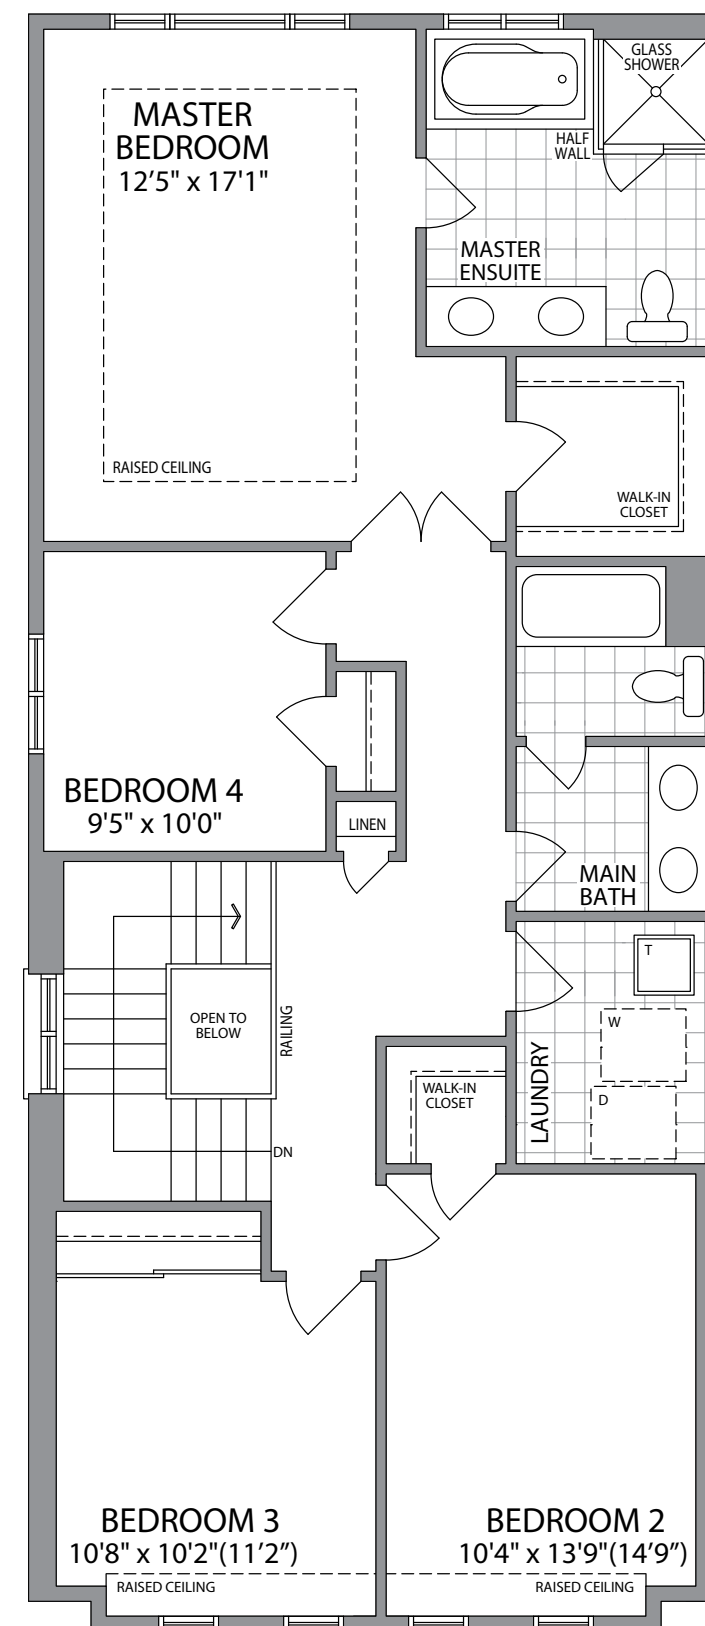 GLASS
SHOWER
MASTER
BEDROOM
12’5" x 17’1"
HALF
WALL
MASTER
ENSUITE
RAISED CEILING
WALK-IN
CLOSET
BEDROOM 4
9'5" x 10'0"
LINEN
MAIN
BATH
T
OPEN TO
BELOW
RAILING
W
LAUNDRY
WALK-IN
CLOSET
D
DN
BEDROOM 3
10'8" x 10'2"(11’2”)
BEDROOM 2
10'4" x 13'9"(14’9”)
RAISED CEILING
RAISED CEILING